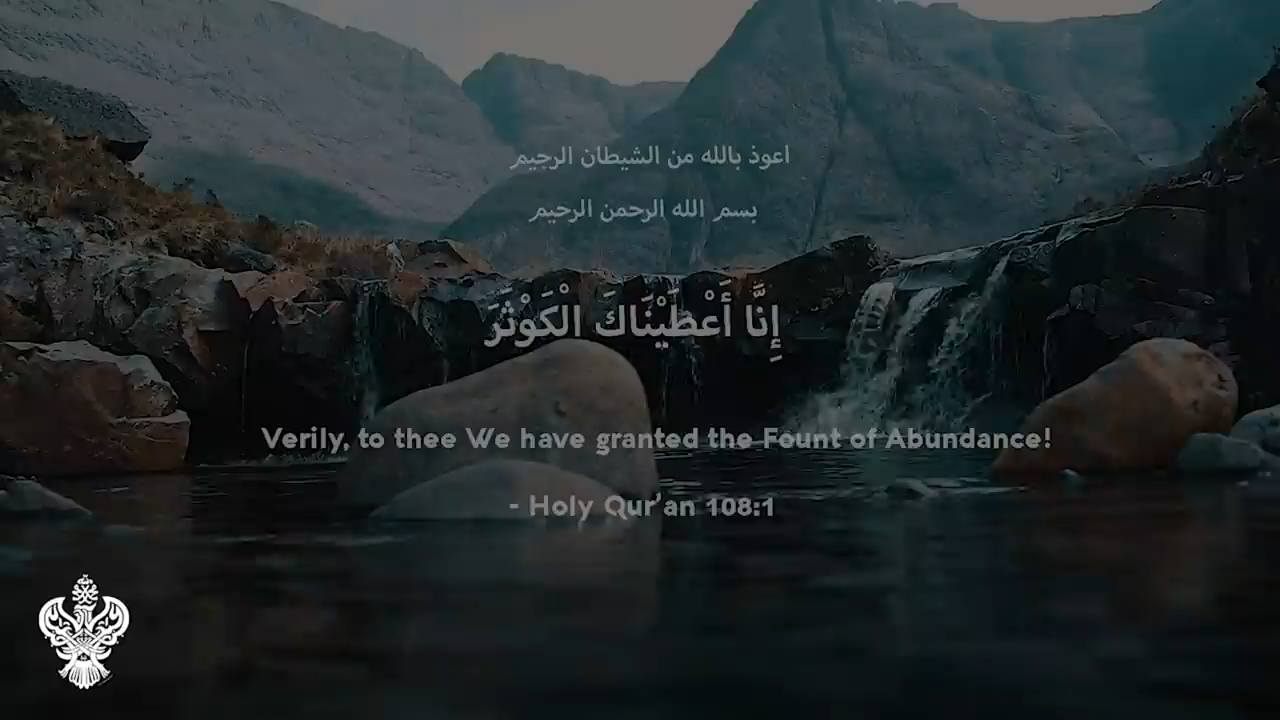 اعوذ بالله من الشيطان الرجيم
بسم الله الرحمن الرحيم
إِنَّا أَعْطَيْنَاكَ الْكَوْثَرَ
Verily, to thee We have granted the Fount of Abundance!
- Holy Qur'an 108:1